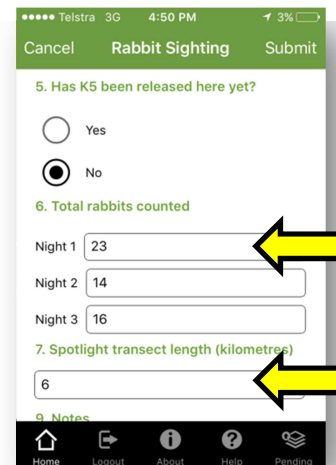 Telstra 3G 4:50 PM 3%
Cancel Rabbit Sighting Submit
5. Has K5 been released here yet?
Yes
No
6. Total rabbits counted
Night 1 23
Night 2 14
Night 3 16
7. Spotlight transect length (kilometres)
6
9. Notes
Home Logout About Help Pending